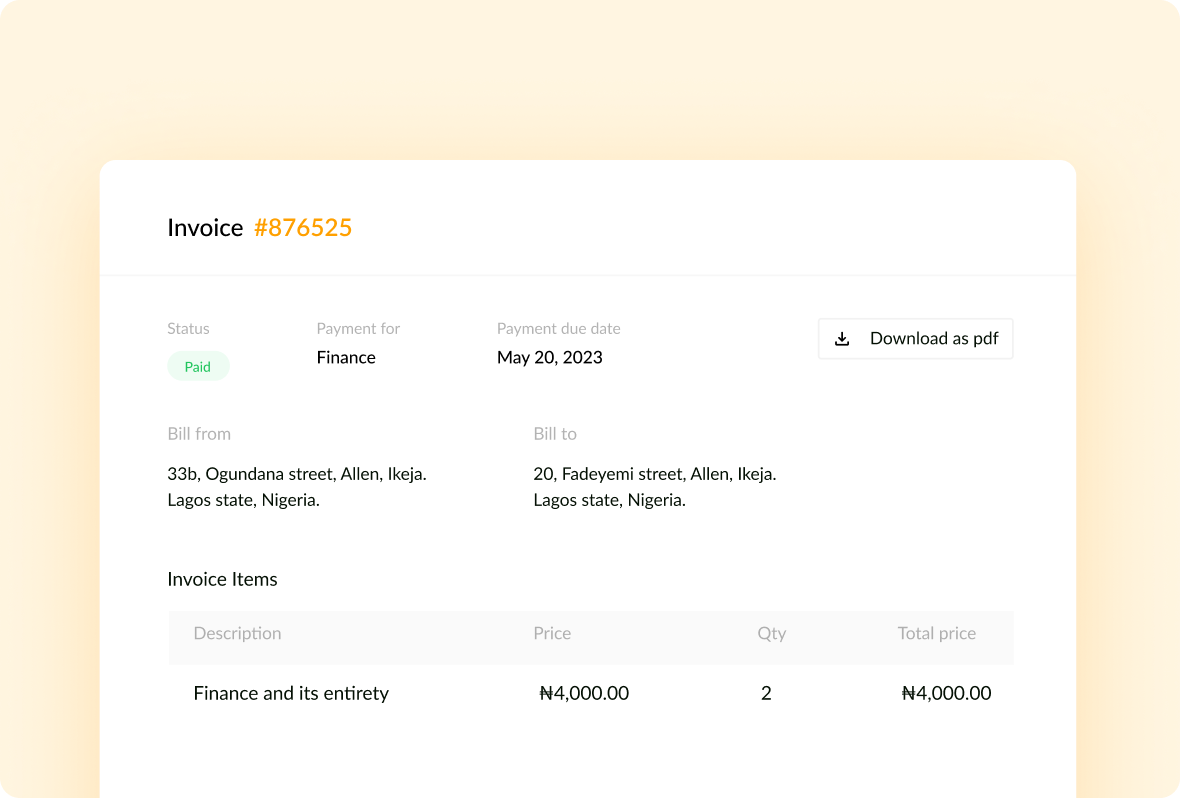 Invoice #876525
Status
Payment for
Payment due date
Download as pdf
Paid
Finance
May 20, 2023
Bill from
Bill to
33b, Ogundana street, Allen, Ikeja.
Lagos state, Nigeria.
20, Fadeyemi street, Allen, Ikeja.
Lagos state, Nigeria.
Invoice Items
Description Price Qty Total price
Finance and its entirety ₦4,000.00 2 ₦4,000.00